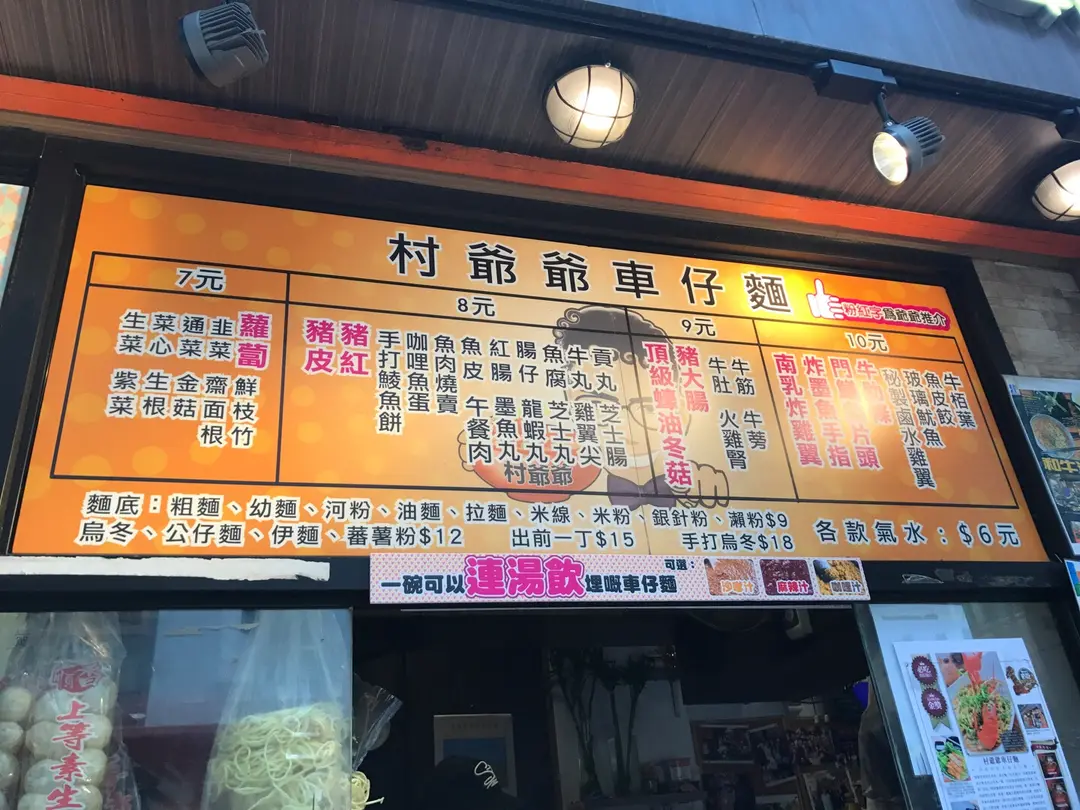 村爺爺車仔麵
粉紅字爲爺爺推介
7元
生菜
菜心
通菜
韭菜
蘿蔔
紫菜
生根
金菇
齋面根
鮮枝竹
8元
豬皮
豬紅
手打鯪魚餅
咖哩魚蛋
魚肉燒賣
魚皮
紅腸
腸仔
魚腐
牛丸
貢丸
午餐肉
墨魚丸
龍蝦丸
芝士丸
雞翼尖
芝士腸
村爺爺
9元
頂級蠔油冬菇
豬大腸
牛肚
牛筋
火雞腎
牛蒡
10元
南乳炸雞翼
炸墨魚手指
秘製鹵水雞翼
玻璃魷魚
魚皮餃
牛栢葉
麵底：粗麵、幼麵、河粉、油麵、拉麵、米線、米粉、銀針粉、瀨粉$9
烏冬、公仔麵、伊麵、蕃薯粉$12 出前一丁$15 手打烏冬$18
各款氣水：$6元
一碗可以連湯飲埋嘅車仔麵
可選：
沙嗲汁
麻辣汁
咖喱汁
上等素生
村爺爺車仔麵
金獎
和牛